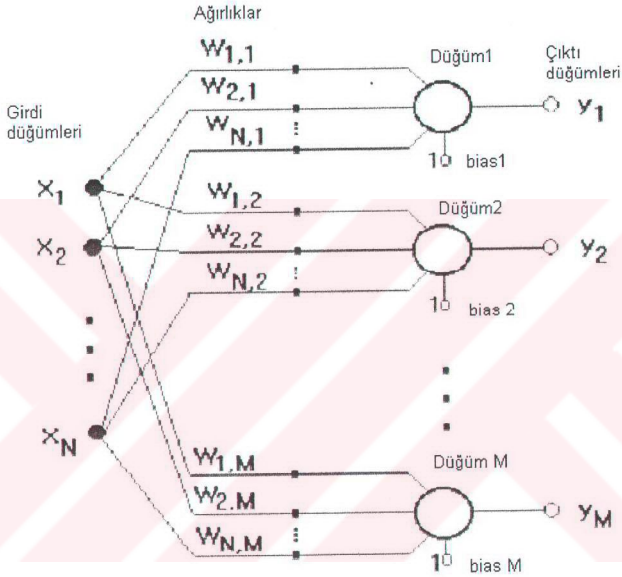 Ağırlıklar
Girdi
düğümleri
Çıktı
düğümleri
W1,1
W2,1
WN,1
Düğüm1
y1
1 bias1
x1
W1,2
W2,2
WN,2
Düğüm2
y2
1 bias 2
x2
xN
W1,M
W2.M
WN,M
Düğüm M
yM
1 bias M